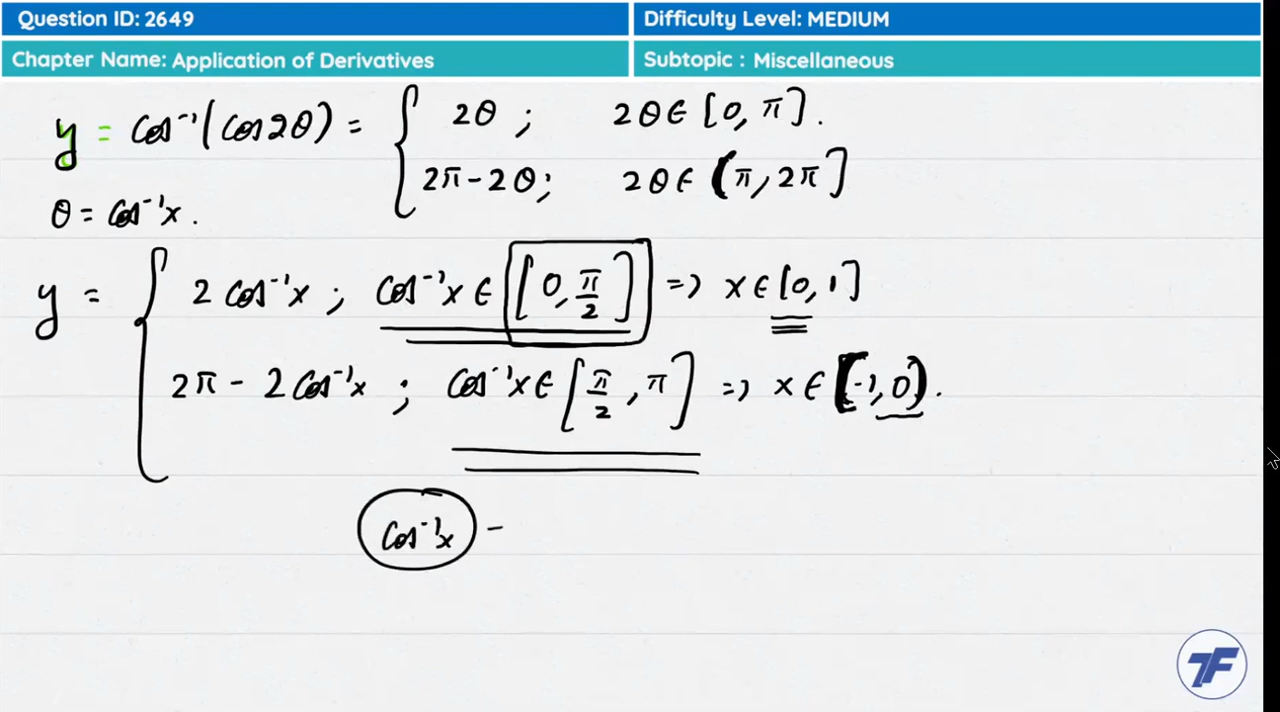 Question ID: 2649
Difficulty Level: MEDIUM
Chapter Name: Application of Derivatives
Subtopic : Miscellaneous
y = cos⁻¹(cos2θ) = { 2θ ; 2θ ∈ [0, π].
2π - 2θ; 2θ ∈ (π, 2π]
θ = cos⁻¹x .
y = { 2 cos⁻¹x ; cos⁻¹x ∈ [0, π/2] => x ∈ [0, 1]
2π - 2cos⁻¹x ; cos⁻¹x ∈ [π/2, π] => x ∈ [-1, 0) .
cos⁻¹x -
TF